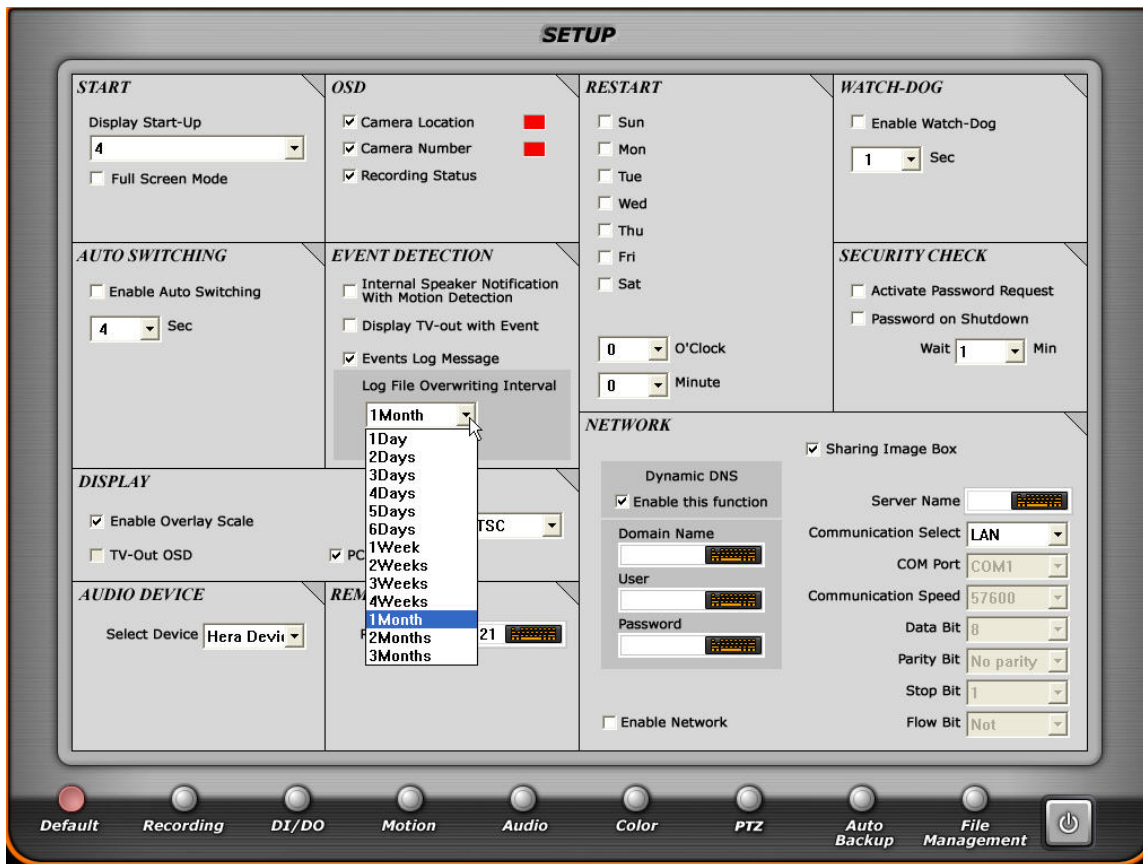 SETUP
START
Display Start-Up
4
Full Screen Mode
OSD
Camera Location
Camera Number
Recording Status
RESTART
Sun
Mon
Tue
Wed
Thu
Fri
Sat
0 O'Clock
0 Minute
WATCH-DOG
Enable Watch-Dog
1 Sec
AUTO SWITCHING
Enable Auto Switching
4 Sec
EVENT DETECTION
Internal Speaker Notification
With Motion Detection
Display TV-out with Event
Events Log Message
Log File Overwriting Interval
1Month
1Day
2Days
3Days
4Days
5Days
6Days
1Week
2Weeks
3Weeks
4Weeks
1Month
2Months
3Months
SECURITY CHECK
Activate Password Request
Password on Shutdown
Wait 1 Min
DISPLAY
Enable Overlay Scale
TSC
TV-Out OSD
PC
AUDIO DEVICE
Select Device Hera Devic
REM
21
NETWORK
Sharing Image Box
Dynamic DNS
Enable this function
Domain Name
User
Password
Enable Network
Server Name
Communication Select LAN
COM Port COM1
Communication Speed 57600
Data Bit 8
Parity Bit No parity
Stop Bit 1
Flow Bit Not
Default
Recording
DI/DO
Motion
Audio
Color
PTZ
Auto
Backup
File
Management